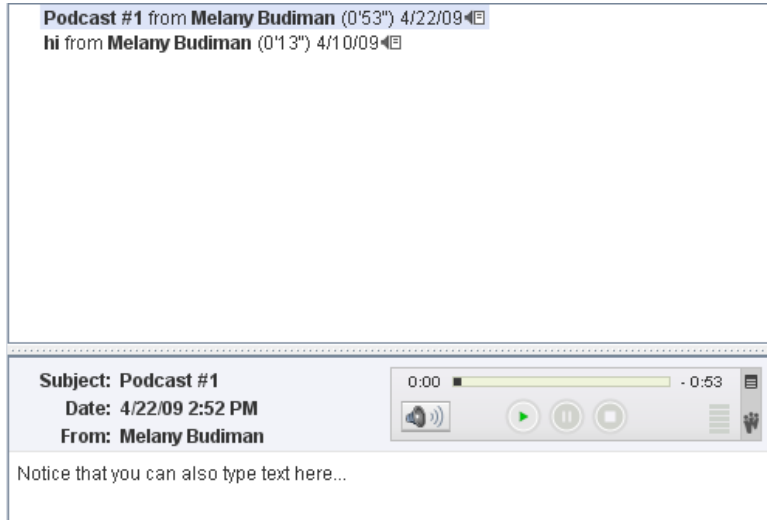 Podcast #1 from Melany Budiman (0'53") 4/22/09
hi from Melany Budiman (0'13") 4/10/09
Subject: Podcast #1
Date: 4/22/09 2:52 PM
From: Melany Budiman
0:00 - 0:53
Notice that you can also type text here...